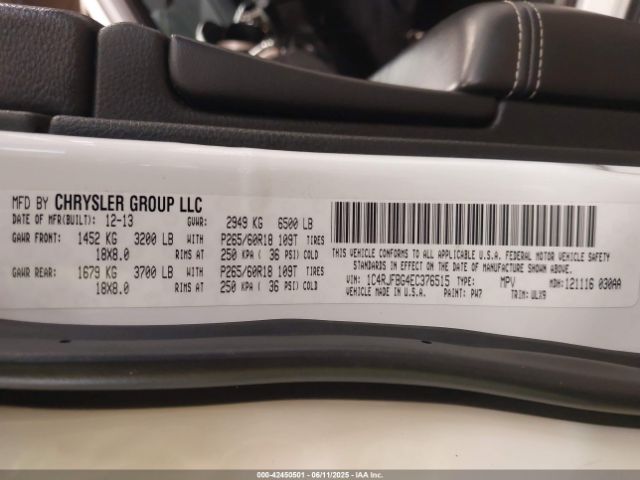 MFD BY CHRYSLER GROUP LLC
DATE OF MFR(BUILT): 12-13 GVWR: 2949 KG 6500 LB
GAWR FRONT: 1452 KG 3200 LB WITH P265/60R18 109T TIRES
18X8.0 RIMS AT 250 KPA ( 36 PSI) COLD
GAWR REAR: 1679 KG 3700 LB WITH P265/60R18 109T TIRES
18X8.0 RIMS AT 250 KPA ( 36 PSI) COLD
THIS VEHICLE CONFORMS TO ALL APPLICABLE U.S.A. FEDERAL MOTOR VEHICLE SAFETY
STANDARDS IN EFFECT ON THE DATE OF MANUFACTURE SHOWN ABOVE.
VIN: 1C4RJFBG4EC376515 TYPE: MPV MDH: 121116 030AA
VEHICLE MADE IN U.S.A. PAINT: PW7 TRIM: ULX9
000-42450501 - 06/11/2025 - IAA Inc.